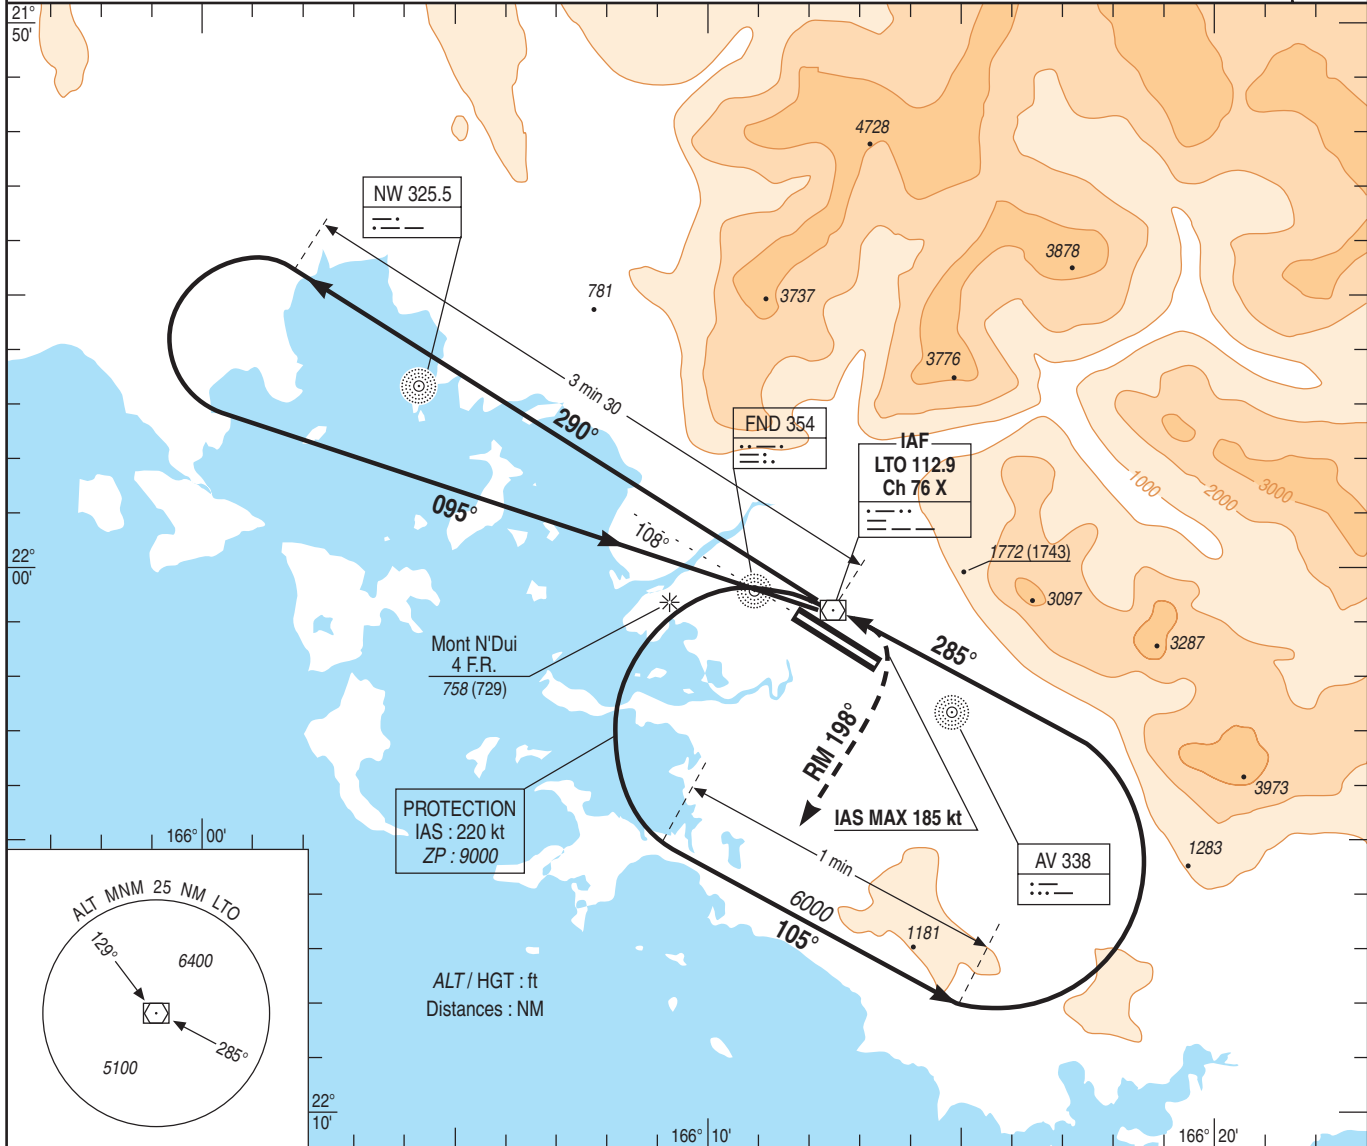 21°
50'
4728
NW 325.5
3878
781
3737
3776
3 min 30
290°
FND 354
IAF
LTO 112.9
Ch 76 X
1000
2000
3000
095°
108°
22°
00'
1772 (1743)
3097
285°
3287
Mont N'Dui
4 F.R.
758 (729)
RM 198°
3973
PROTECTION
IAS : 220 kt
ZP : 9000
IAS MAX 185 kt
166° 00'
1 min
AV 338
1283
6000
105°
1181
ALT MNM 25 NM LTO
129°
6400
285°
5100
ALT / HGT : ft
Distances : NM
22°
10'
166° 10'
166° 20'